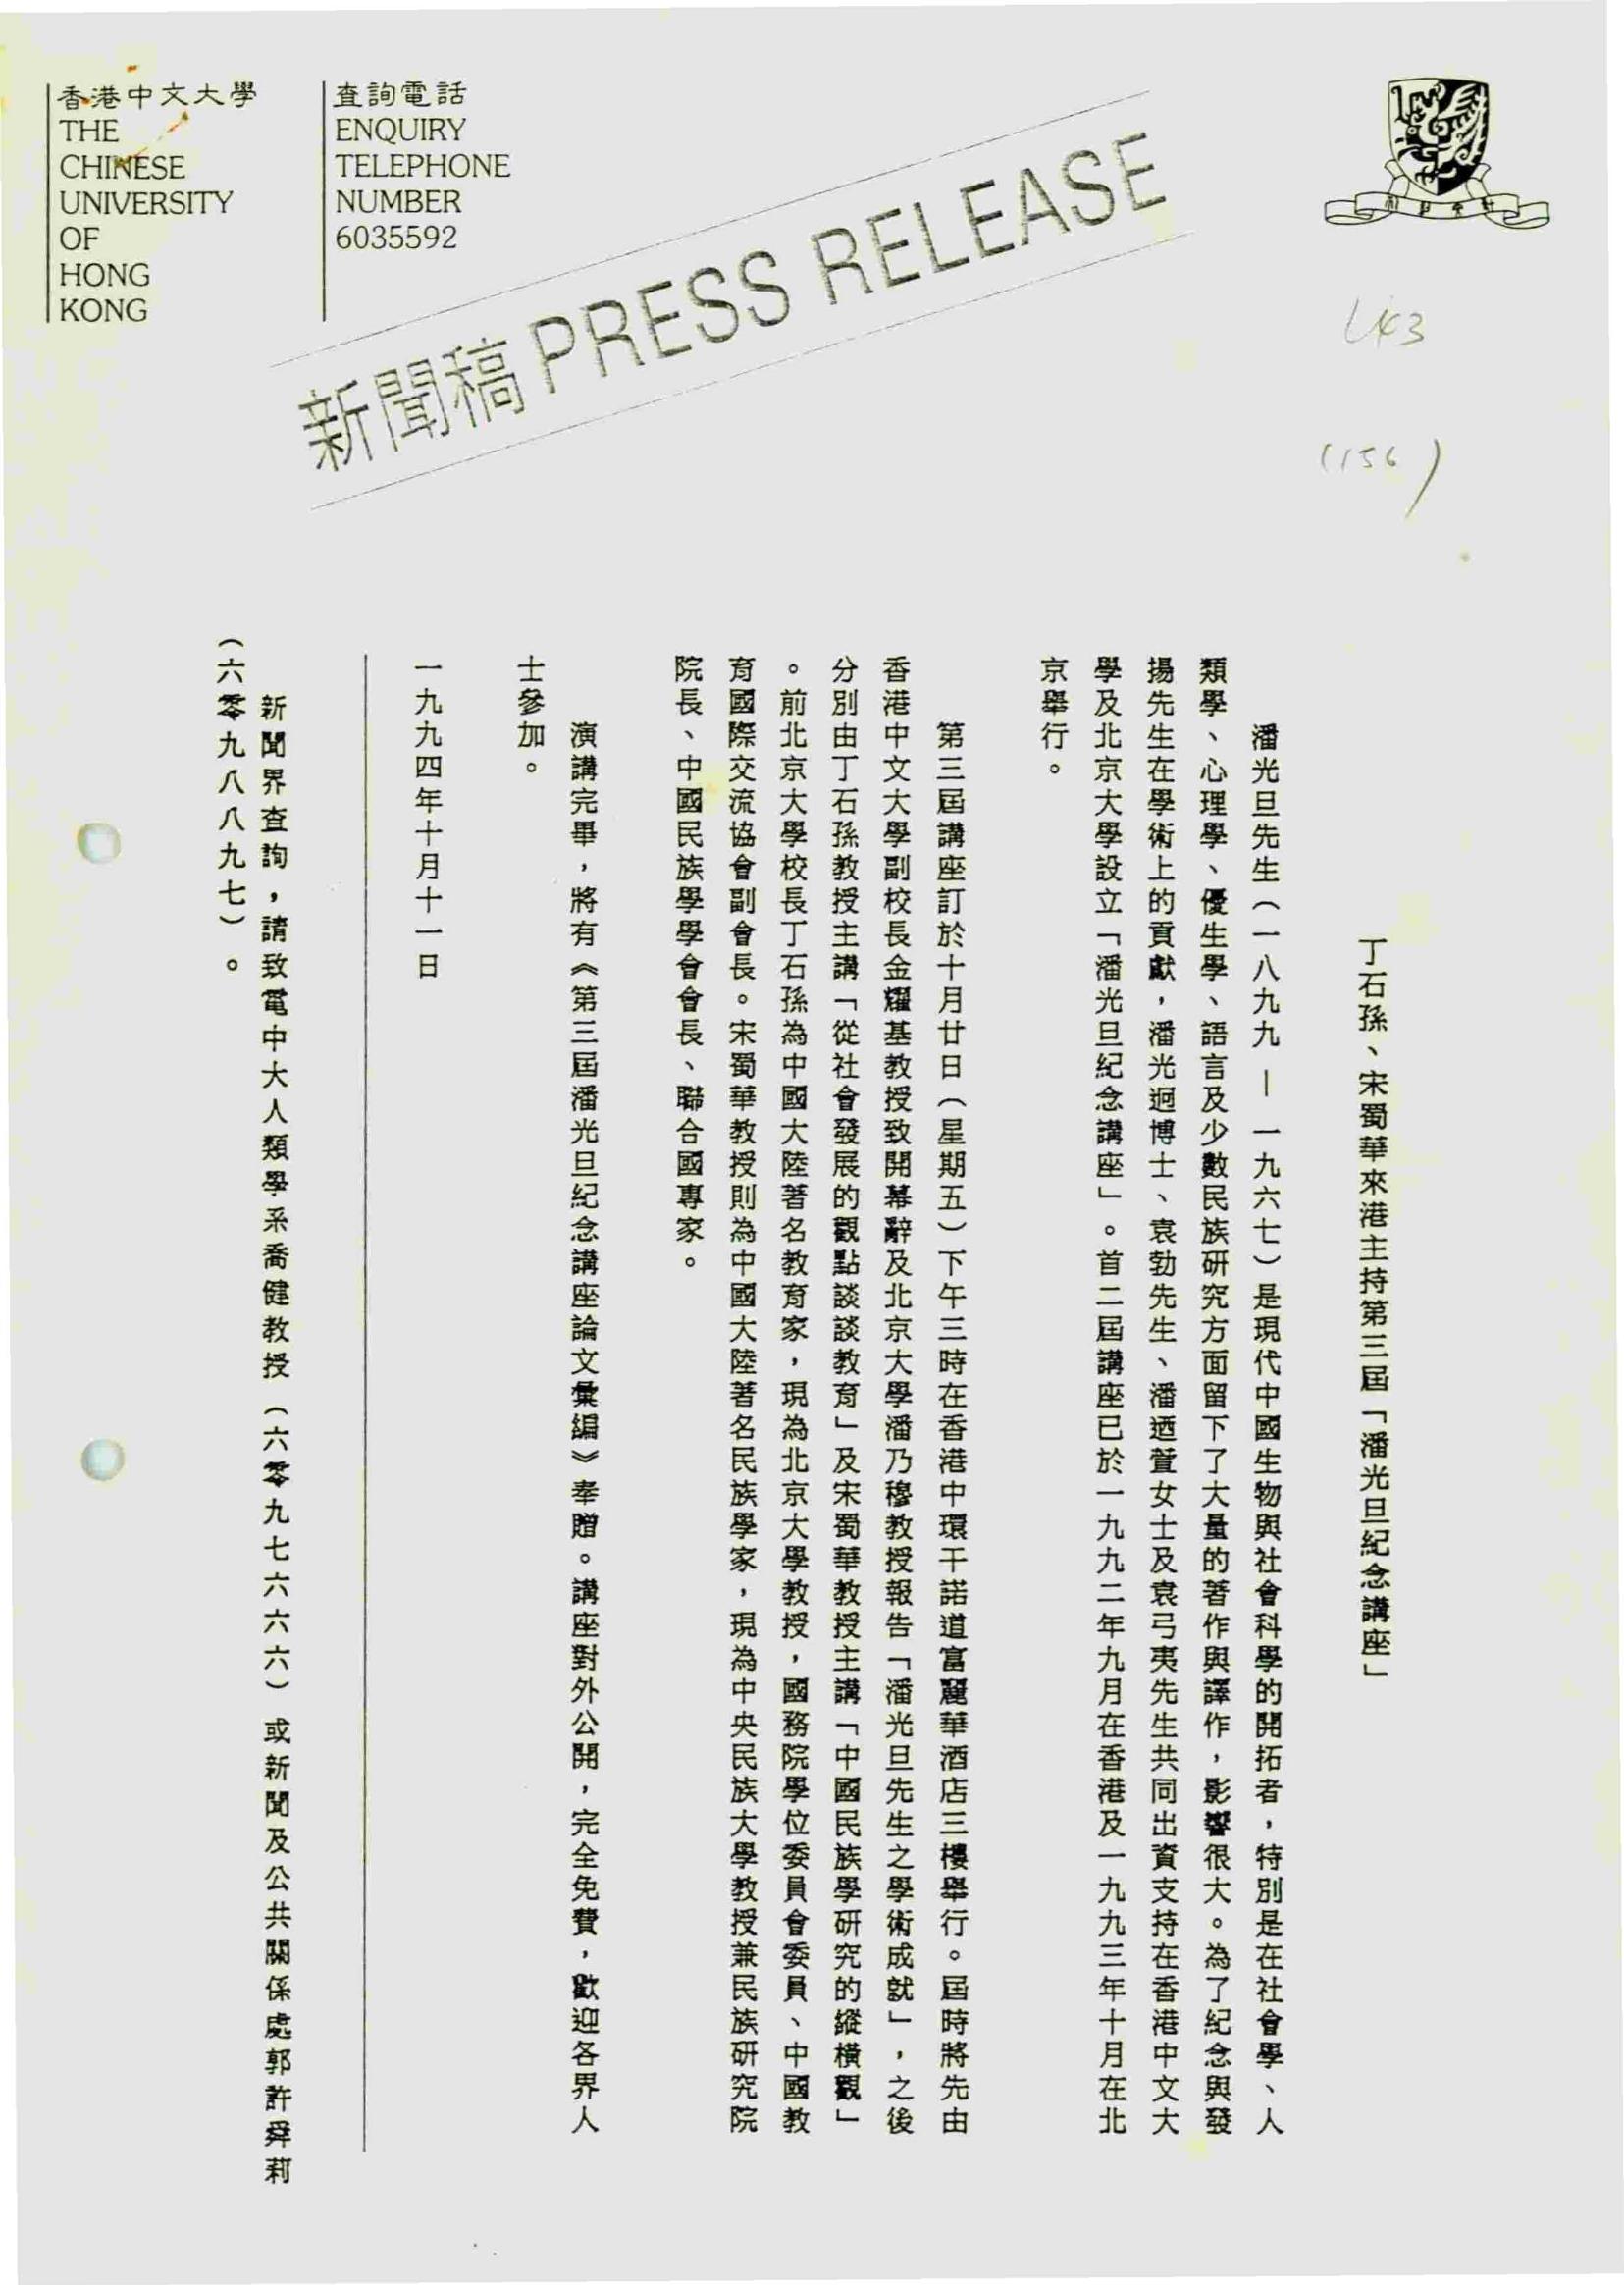 香港中文大學
THE
CHINESE
UNIVERSITY
OF
HONG
KONG
查詢電話
ENQUIRY
TELEPHONE
NUMBER
6035592
新聞稿 PRESS RELEASE
(156)
丁石孫、宋蜀華來港主持第三屆「潘光旦紀念講座」
潘光旦先生（一八九九 — 一九六七）是現代中國生物與社會科學的開拓者，特別是在社會學、人
類學、心理學、優生學、語言及少數民族研究方面留下了大量的著作與譯作，影響很大。為了紀念與發
揚先生在學術上的貢獻，潘光迥博士、袁勃先生、潘迺薲女士及袁弓夷先生共同出資支持在香港中文大
學及北京大學設立「潘光旦紀念講座」。首二屆講座已於一九九二年九月在香港及一九九三年十月在北
京舉行。
第三屆講座訂於十月廿日（星期五）下午三時在香港中環干諾道富麗華酒店三樓舉行。屆時將先由
香港中文大學副校長金耀基教授致開幕辭及北京大學潘乃穆教授報告「潘光旦先生之學術成就」，之後
分別由丁石孫教授主講「從社會發展的觀點談談教育」及宋蜀華教授主講「中國民族學研究的縱橫觀」
。前北京大學校長丁石孫為中國大陸著名教育家，現為北京大學教授，國務院學位委員會委員、中國教
育國際交流協會副會長。宋蜀華教授則為中國大陸著名民族學家，現為中央民族大學教授兼民族研究院
院長、中國民族學學會會長、聯合國專家。
演講完畢，將有《第三屆潘光旦紀念講座論文彙編》奉贈。講座對外公開，完全免費，歡迎各界人
士參加。
一九九四年十月十一日
新聞界查詢，請致電中大人類學系喬健教授（六零九七六六六）或新聞及公共關係處郭許舜莉
（六零九八八九七）。